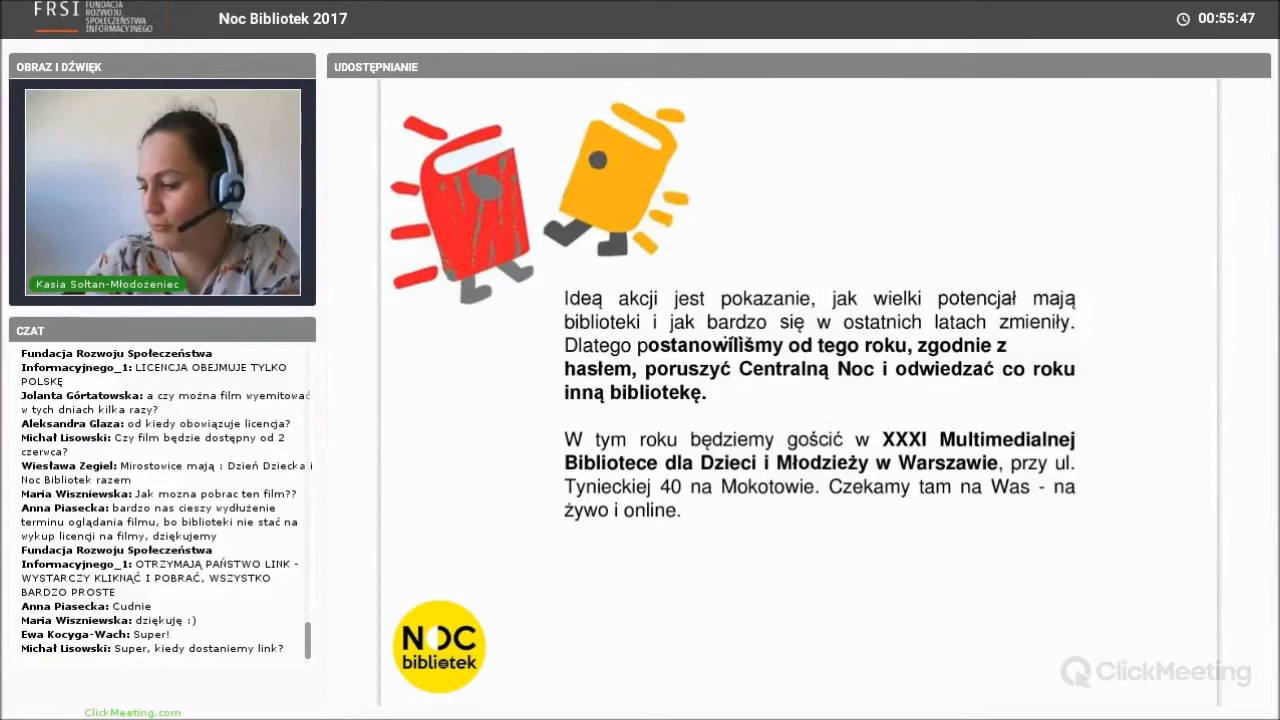 FRSI
FUNDACJA
ROZWOJU
SPOŁECZEŃSTWA
INFORMACYJNEGO
Noc Bibliotek 2017
00:55:47
OBRAZ I DŹWIĘK
Kasia Sołtan-Młodożeniec
CZAT
Fundacja Rozwoju Społeczeństwa
Informacyjnego_1: LICENCJA OBEJMUJE TYLKO
POLSKĘ
Jolanta Górtatowska: a czy można film wyemitować
w tych dniach kilka razy?
Aleksandra Glaza: od kiedy obowiązuje licencja?
Michał Lisowski: Czy film będzie dostępny od 2
czerwca?
Wiesława Zegiel: Mirostowice mają : Dzień Dziecka i
Noc Bibliotek razem
Maria Wiszniewska: Jak mozna pobrac ten film??
Anna Piasecka: bardzo nas cieszy wydłużenie
terminu oglądania filmu, bo biblioteki nie stać na
wykup licencji na filmy, dziękujemy
Fundacja Rozwoju Społeczeństwa
Informacyjnego_1: OTRZYMAJĄ PAŃSTWO LINK -
WYSTARCZY KLIKNĄĆ I POBRAĆ, WSZYSTKO
BARDZO PROSTE
Anna Piasecka: Cudnie
Maria Wiszniewska: dziękuję :)
Ewa Kocyga-Wach: Super!
Michał Lisowski: Super, kiedy dostaniemy link?
ClickMeeting.com
UDOSTĘPNIANIE
Ideą akcji jest pokazanie, jak wielki potencjał mają
biblioteki i jak bardzo się w ostatnich latach zmieniły.
Dlatego postanowiliśmy od tego roku, zgodnie z
hasłem, poruszyć Centralną Noc i odwiedzać co roku
inną bibliotekę.
W tym roku będziemy gościć w XXXI Multimedialnej
Bibliotece dla Dzieci i Młodzieży w Warszawie, przy ul.
Tynieckiej 40 na Mokotowie. Czekamy tam na Was - na
żywo i online.
NOC
bibliotek
ClickMeeting